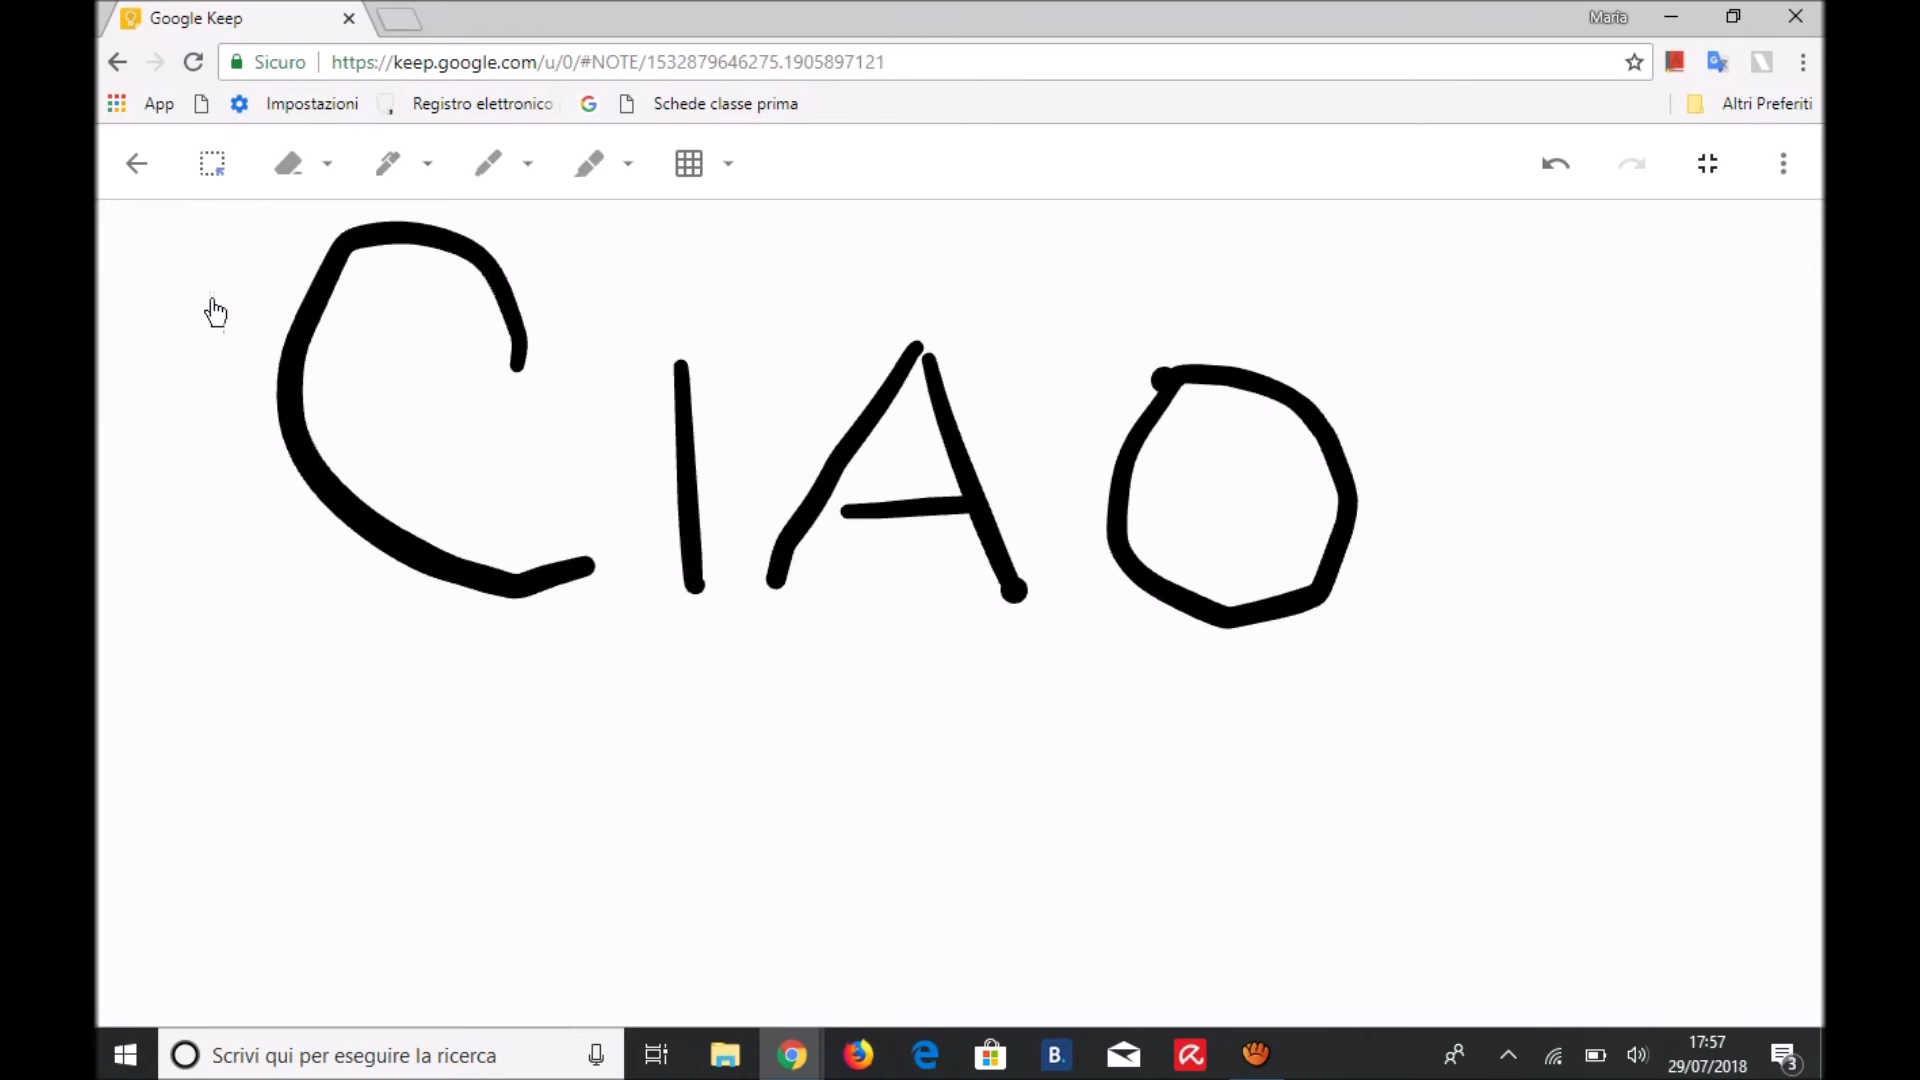 Google Keep
Maria
Sicuro https://keep.google.com/u/0/#NOTE/1532879646275.1905897121
App Impostazioni Registro elettronico Schede classe prima Altri Preferiti
CIAO
Scrivi qui per eseguire la ricerca
B.
17:57
29/07/2018
3